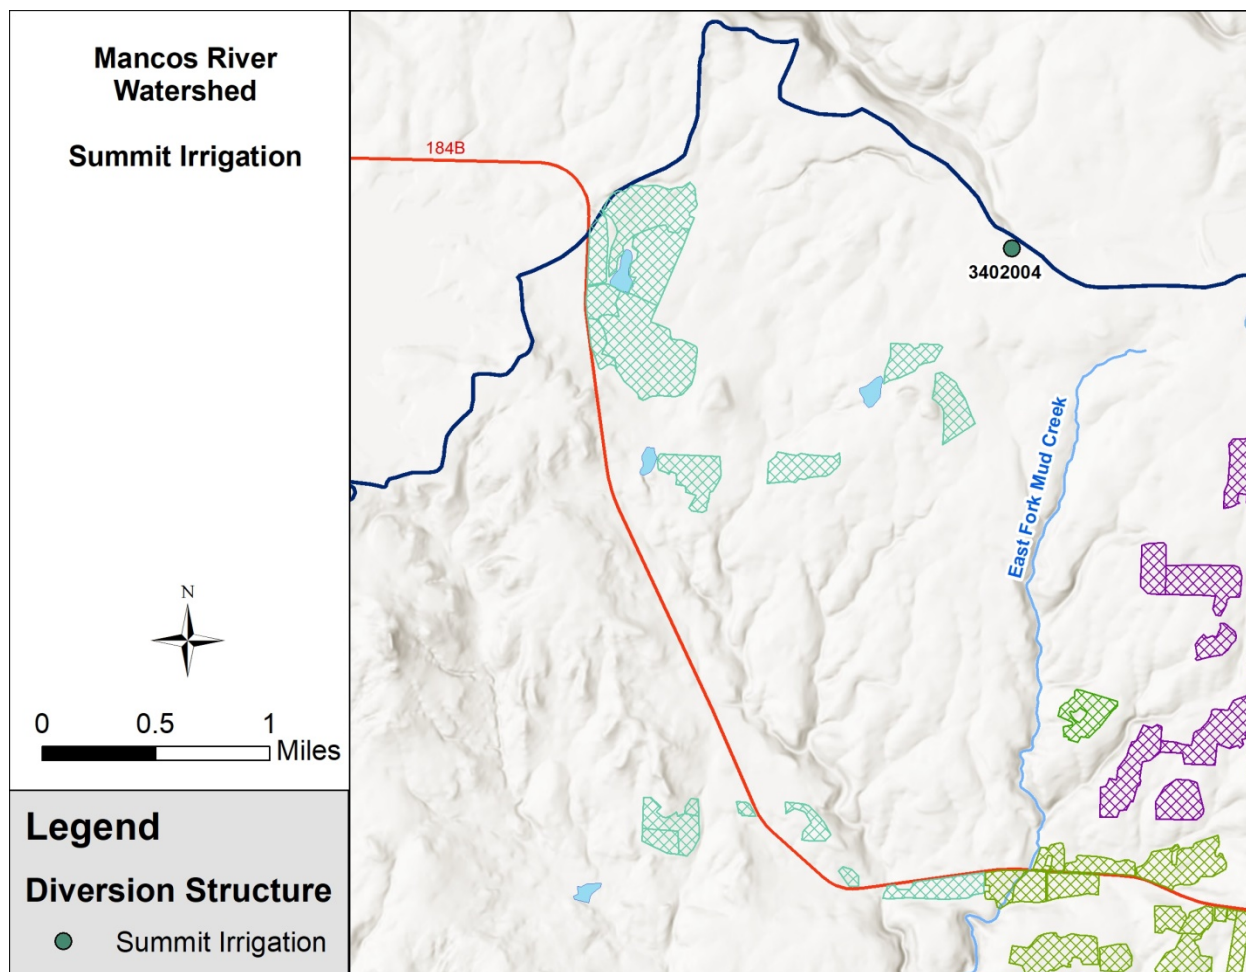 Mancos River
Watershed
Summit Irrigation
184B
3402004
East Fork Mud Creek
N
0 0.5 1
Miles
Legend
Diversion Structure
Summit Irrigation